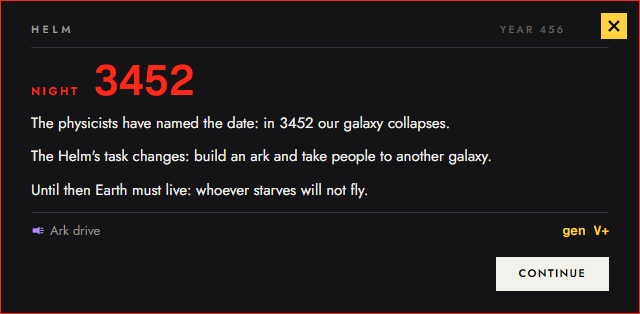 HELM
YEAR 456
NIGHT 3452
The physicists have named the date: in 3452 our galaxy collapses.
The Helm's task changes: build an ark and take people to another galaxy.
Until then Earth must live: whoever starves will not fly.
Ark drive
gen V+
CONTINUE